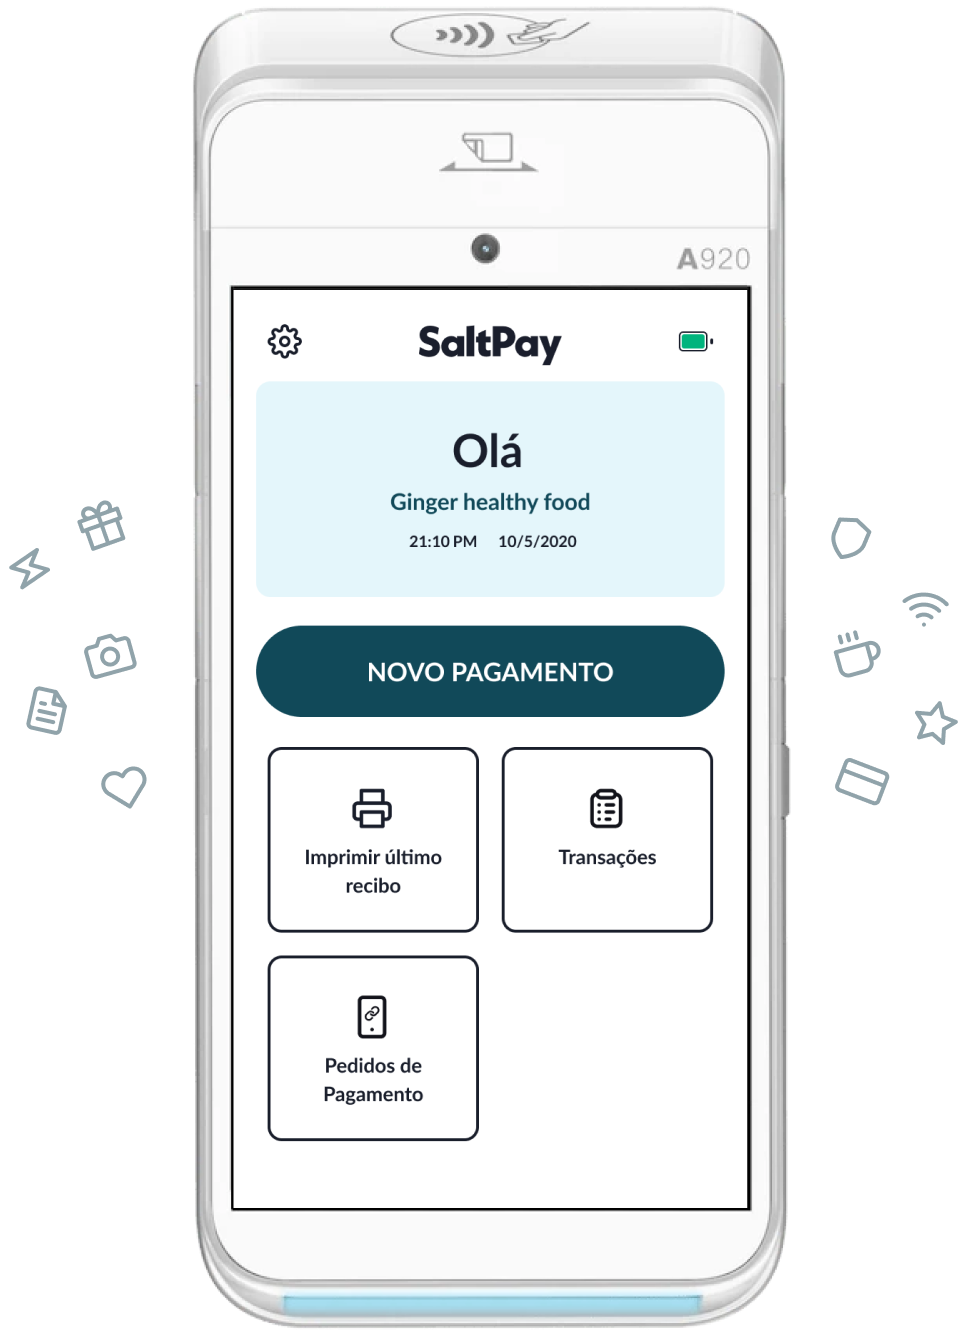 A920
SaltPay
Olá
Ginger healthy food
21:10 PM 10/5/2020
NOVO PAGAMENTO
Imprimir último
recibo
Transações
Pedidos de
Pagamento